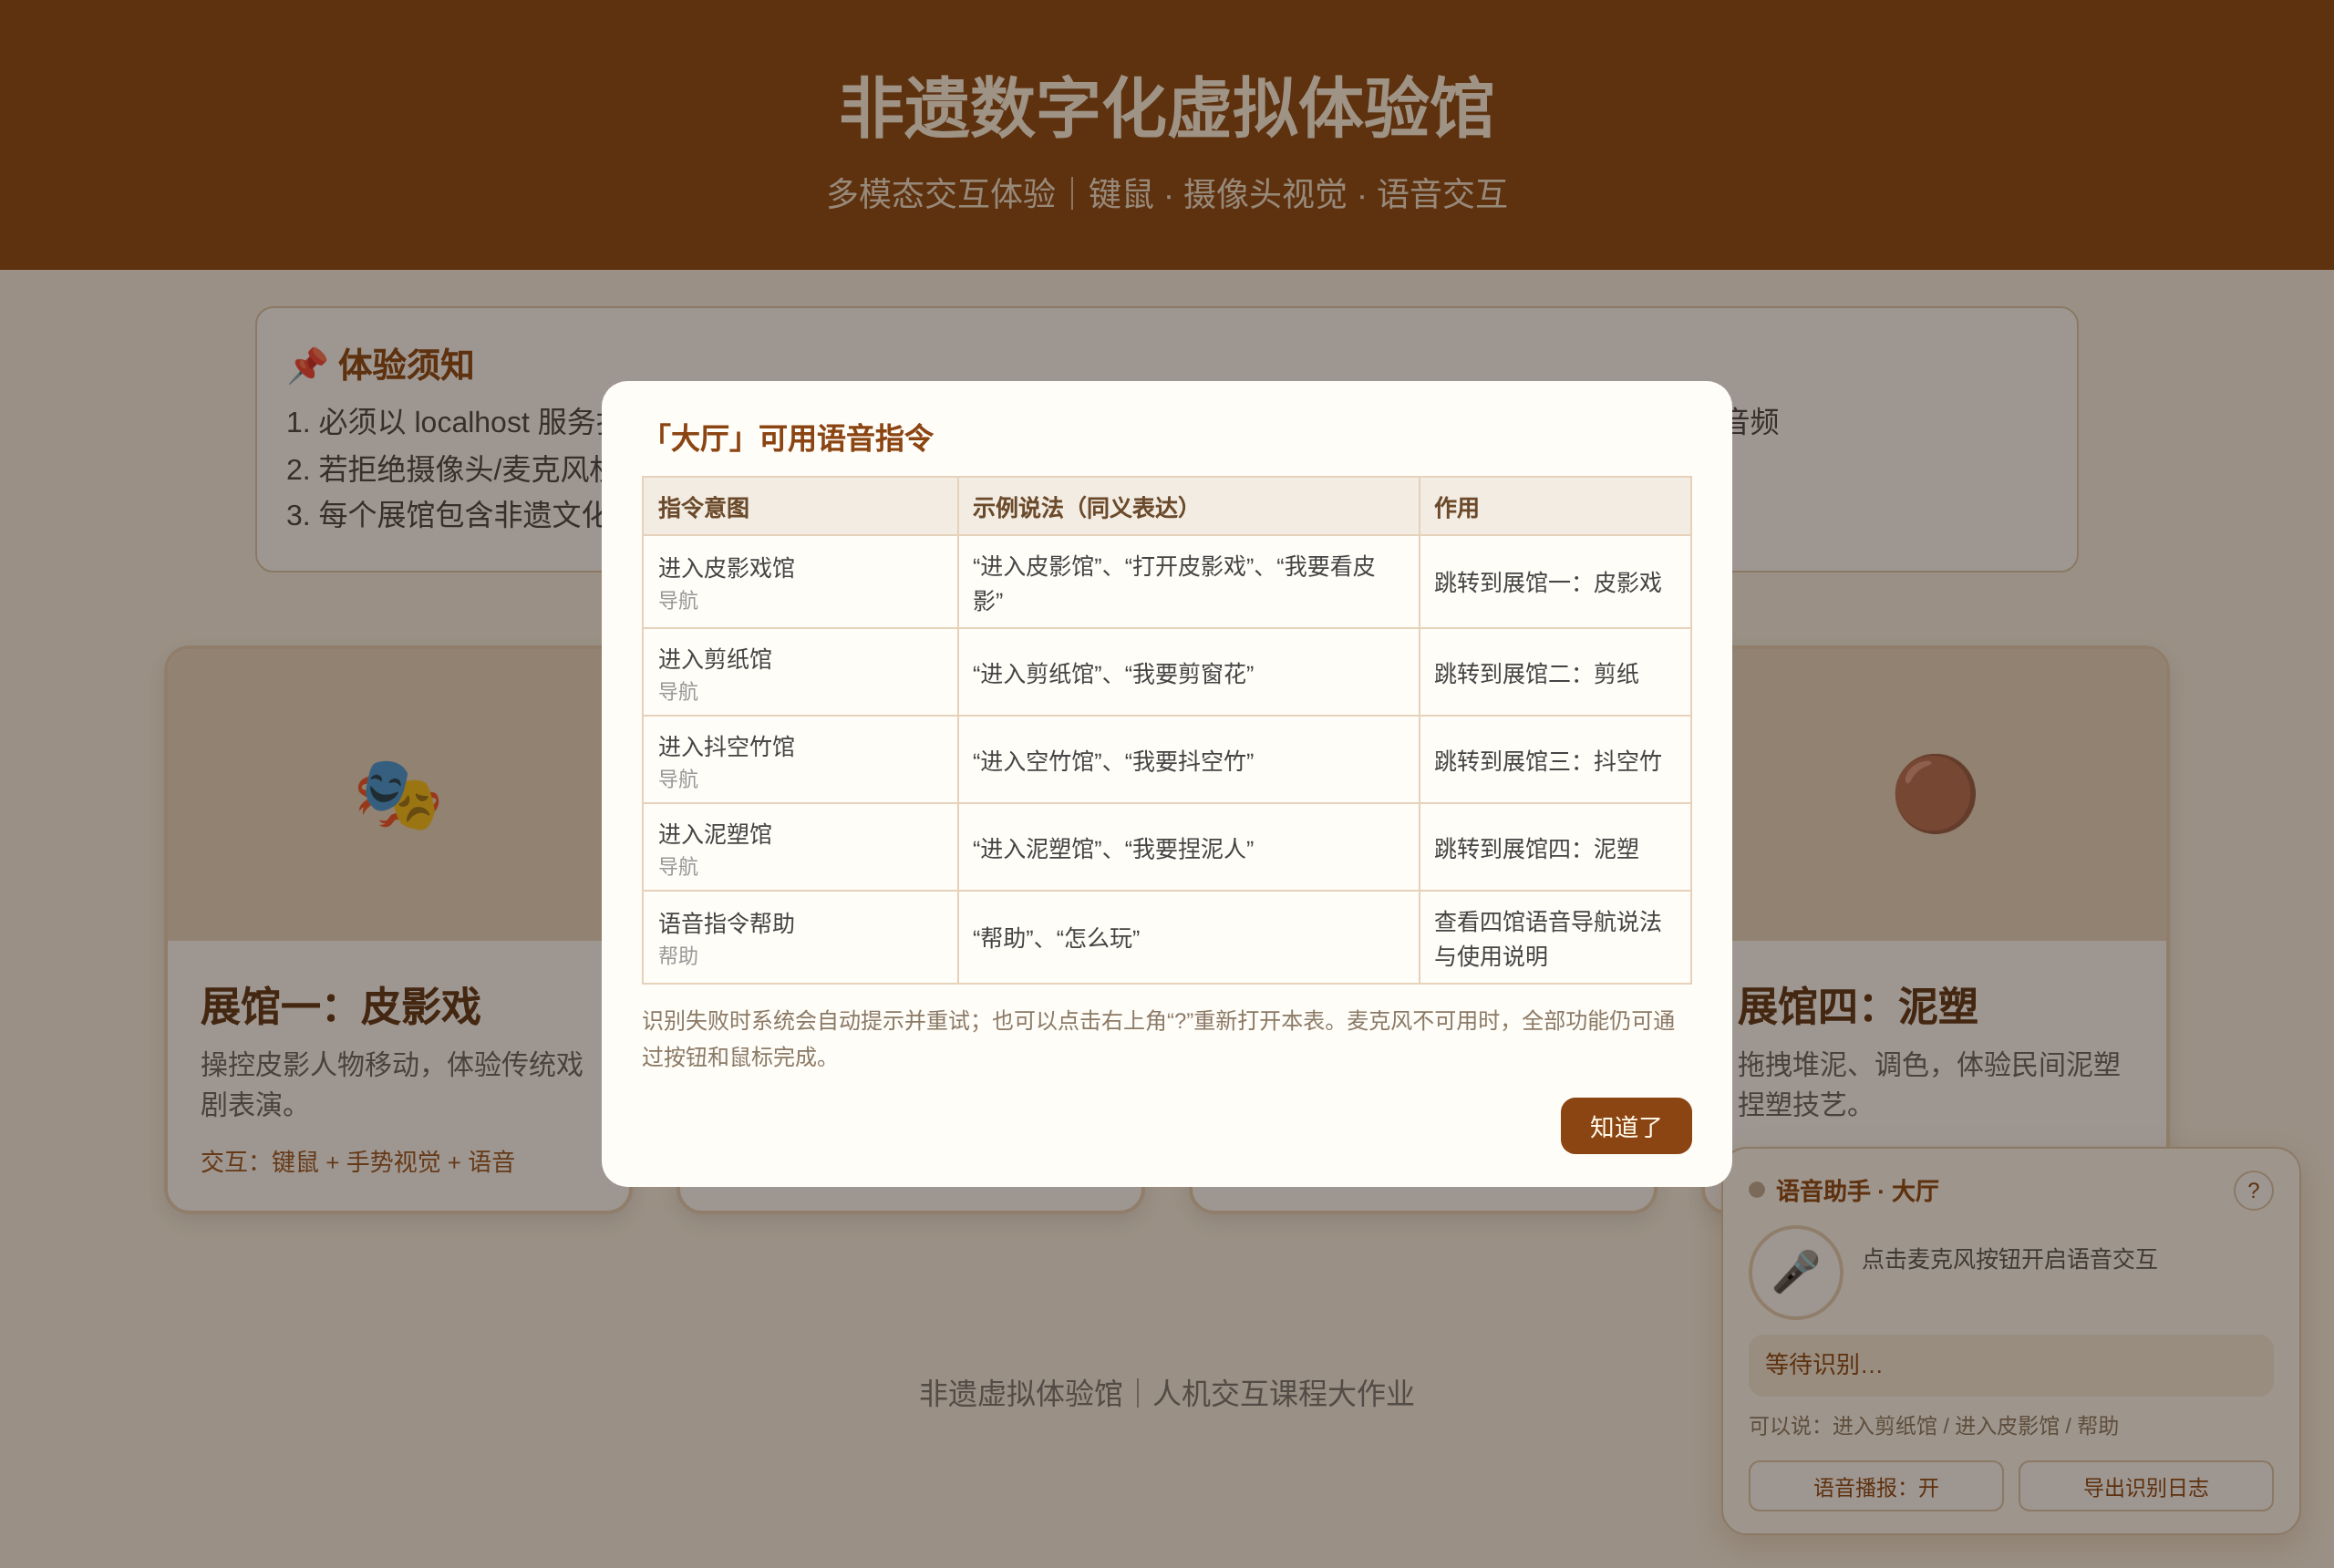 非遗数字化虚拟体验馆
多模态交互体验｜键鼠 · 摄像头视觉 · 语音交互
📌 体验须知
1. 必须以 localhost 服务
音频
2. 若拒绝摄像头/麦克风
3. 每个展馆包含非遗文化
「大厅」可用语音指令
指令意图 示例说法（同义表达） 作用
进入皮影戏馆
导航
“进入皮影馆”、“打开皮影戏”、“我要看皮
影”
跳转到展馆一：皮影戏
进入剪纸馆
导航
“进入剪纸馆”、“我要剪窗花”
跳转到展馆二：剪纸
进入抖空竹馆
导航
“进入空竹馆”、“我要抖空竹”
跳转到展馆三：抖空竹
进入泥塑馆
导航
“进入泥塑馆”、“我要捏泥人”
跳转到展馆四：泥塑
语音指令帮助
帮助
“帮助”、“怎么玩”
查看四馆语音导航说法
与使用说明
识别失败时系统会自动提示并重试；也可以点击右上角“?”重新打开本表。麦克风不可用时，全部功能仍可通
过按钮和鼠标完成。
知道了
展馆一：皮影戏
操控皮影人物移动，体验传统戏
剧表演。
交互：键鼠 + 手势视觉 + 语音
展馆四：泥塑
拖拽堆泥、调色，体验民间泥塑
捏塑技艺。
语音助手 · 大厅
?
点击麦克风按钮开启语音交互
等待识别…
可以说：进入剪纸馆 / 进入皮影馆 / 帮助
语音播报：开
导出识别日志
非遗虚拟体验馆｜人机交互课程大作业